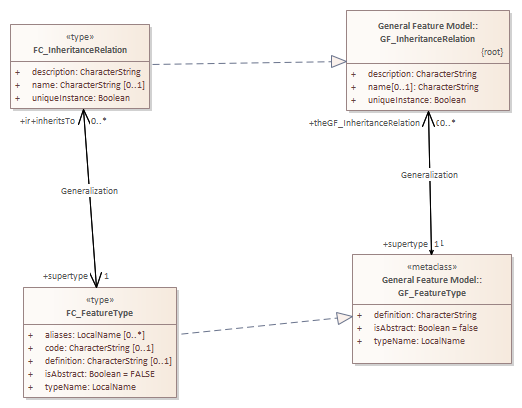 «type»
FC_InheritanceRelation
+ description: CharacterString
+ name: CharacterString [0..1]
+ uniqueInstance: Boolean
General Feature Model::
GF_InheritanceRelation
{root}
+ description: CharacterString
+ name[0..1]: CharacterString
+ uniqueInstance: Boolean
+ir+inheritsTo 0..*
+theGF_InheritanceRelation 0..*
Generalization
Generalization
+supertype 1
+supertype 1
«type»
FC_FeatureType
+ aliases: LocalName [0..*]
+ code: CharacterString [0..1]
+ definition: CharacterString [0..1]
+ isAbstract: Boolean = FALSE
+ typeName: LocalName
«metaclass»
General Feature Model::
GF_FeatureType
+ definition: CharacterString
+ isAbstract: Boolean = false
+ typeName: LocalName